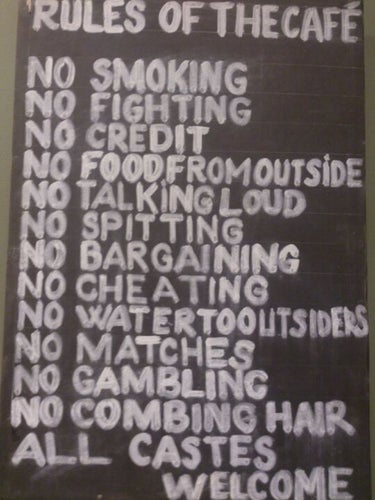 RULES OF THE CAFÉ
NO SMOKING
NO FIGHTING
NO CREDIT
NO FOOD FROM OUTSIDE
NO TALKING LOUD
NO SPITTING
NO BARGAINING
NO CHEATING
NO WATER TO OUTSIDERS
NO MATCHES
NO GAMBLING
NO COMBING HAIR
ALL CASTES
WELCOME